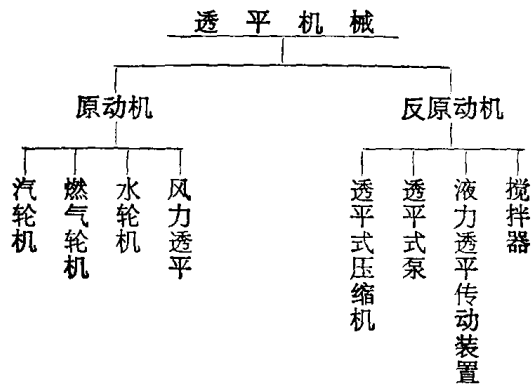 透平机械
原动机
反原动机
汽轮机
燃气轮机
水轮机
风力透平
透平式压缩机
透平式泵
液力透平传动装置
搅拌器